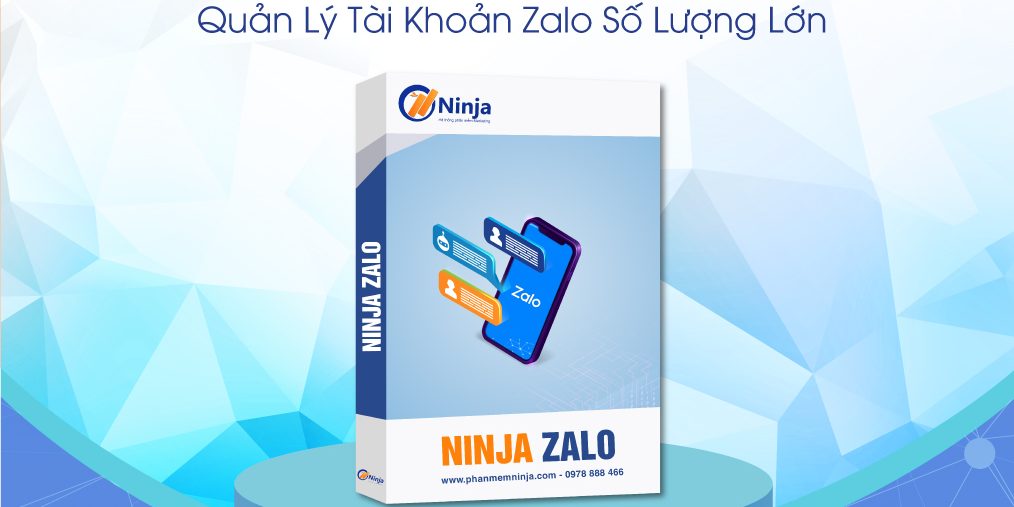 Quản Lý Tài Khoản Zalo Số Lượng Lớn
Ninja
Zalo
NINJA ZALO
NINJA ZALO
www.phanmemninja.com - 0978 888 466
Ninja